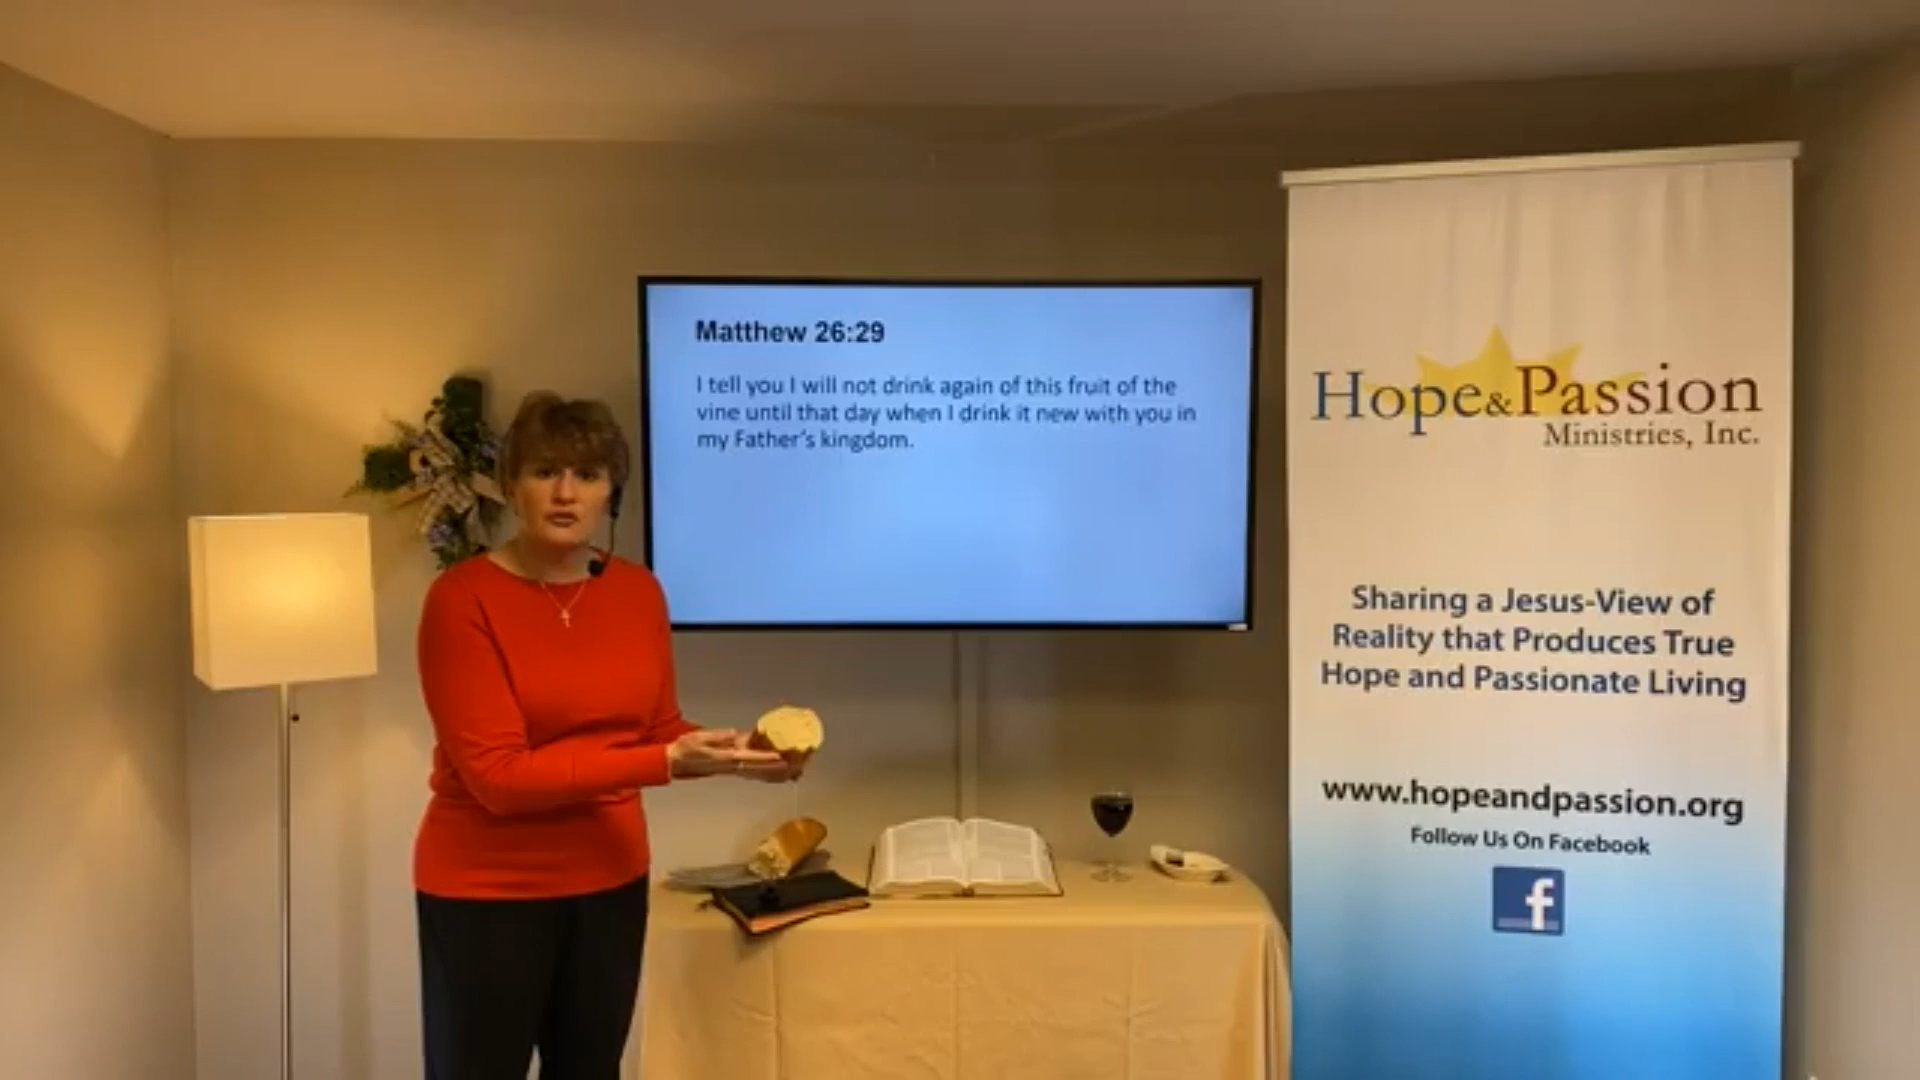 Matthew 26:29
I tell you I will not drink again of this fruit of the
vine until that day when I drink it new with you in
my Father's kingdom.
Hope&Passion
Ministries, Inc.
Sharing a Jesus-View of
Reality that Produces True
Hope and Passionate Living
www.hopeandpassion.org
Follow Us On Facebook
f